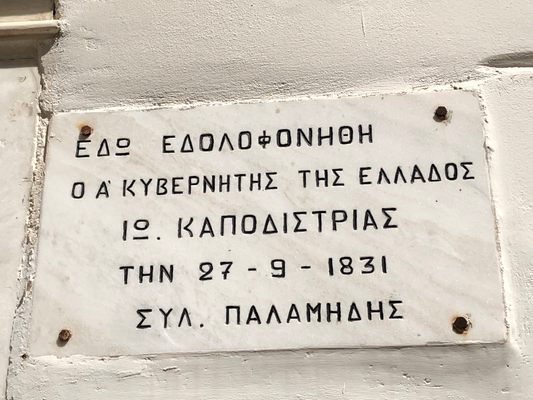 ΕΔΩ ΕΔΟΛΟΦΟΝΗΘΗ
Ο Α' ΚΥΒΕΡΝΗΤΗΣ ΤΗΣ ΕΛΛΑΔΟΣ
ΙΩ. ΚΑΠΟΔΙΣΤΡΙΑΣ
ΤΗΝ 27 - 9 - 1831
ΣΥΛ. ΠΑΛΑΜΗΔΗΣ